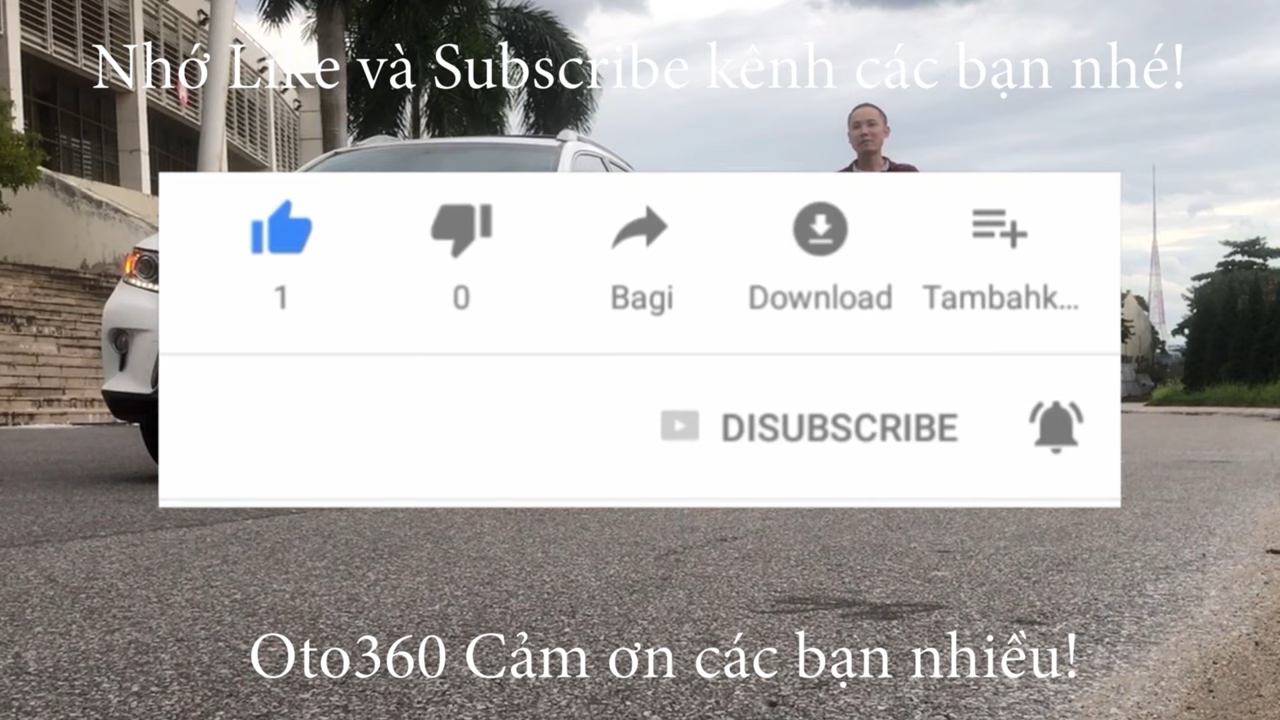 Nhớ Like và Subscribe kênh các bạn nhé!
1 0 Bagi Download Tambahk...
DISUBSCRIBE
Oto360 Cảm ơn các bạn nhiều!